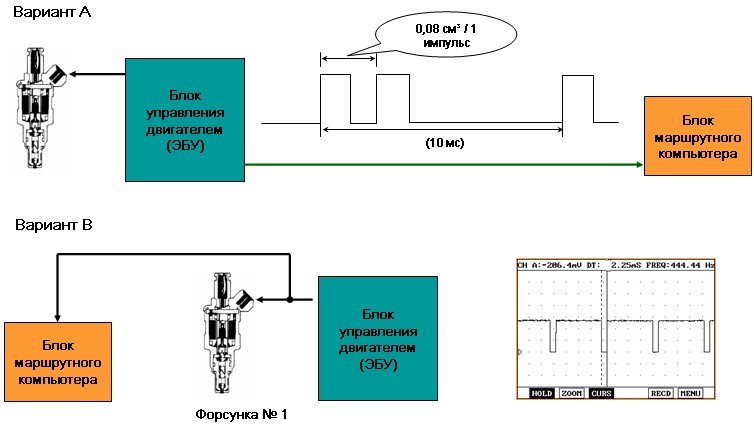 Вариант А
0,08 см³ / 1
импульс
Блок
управления
двигателем
(ЭБУ)
(10 мс)
Блок
маршрутного
компьютера
Вариант В
Блок
маршрутного
компьютера
Форсунка № 1
Блок
управления
двигателем
(ЭБУ)
CH A:-206.4mV DT: 2.25mS FREQ:444.44 Hz
HOLD ZOOM CURS RECD MENU